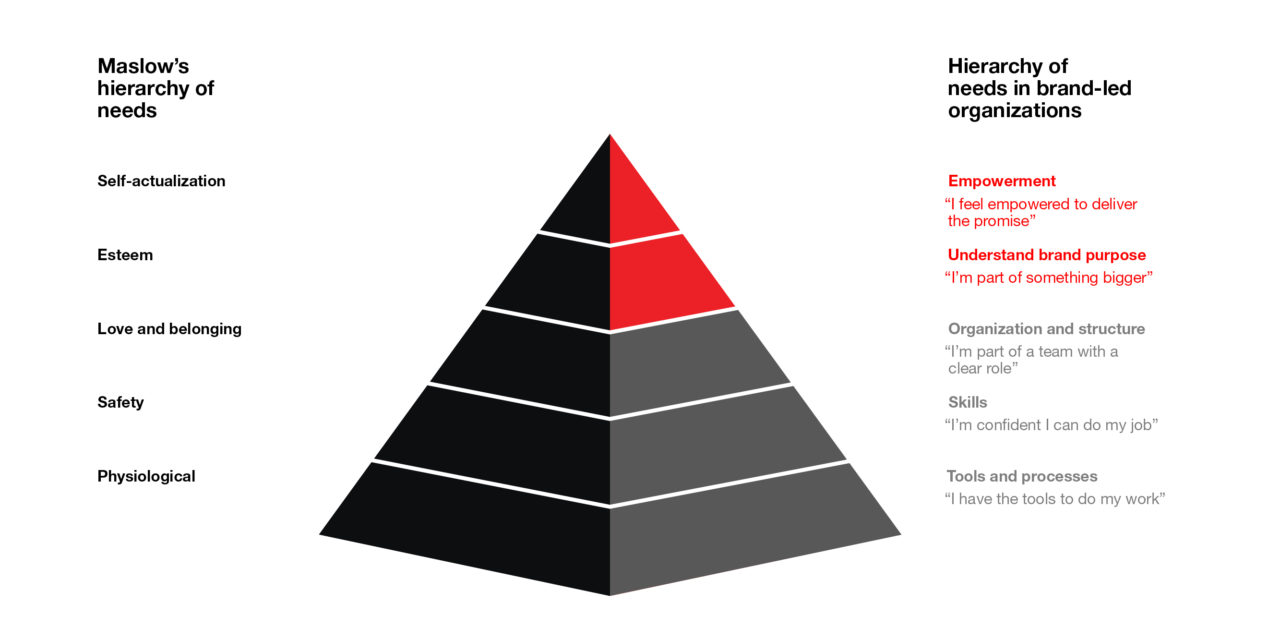 Maslow’s
hierarchy of
needs
Self-actualization
Esteem
Love and belonging
Safety
Physiological
Hierarchy of
needs in brand-led
organizations
Empowerment
“I feel empowered to deliver
the promise”
Understand brand purpose
“I’m part of something bigger”
Organization and structure
“I’m part of a team with a
clear role”
Skills
“I’m confident I can do my job”
Tools and processes
“I have the tools to do my work”